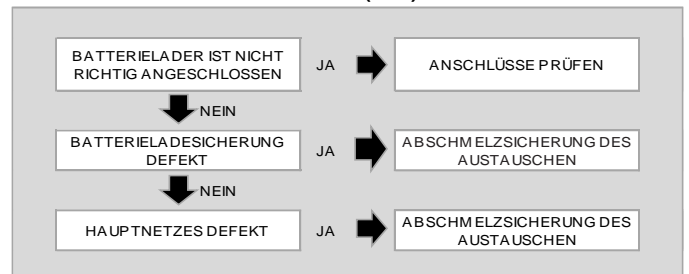 BATTERIELADER IST NICHT
RICHTIG ANGESCHLOSSEN
JA
ANSCHLÜSSE PRÜFEN
NEIN
BATTERIELADESICHERUNG
DEFEKT
JA
ABSCHMELZSICHERUNG DES
AUSTAUSCHEN
NEIN
HAUPTNETZES DEFEKT
JA
ABSCHMELZSICHERUNG DES
AUSTAUSCHEN